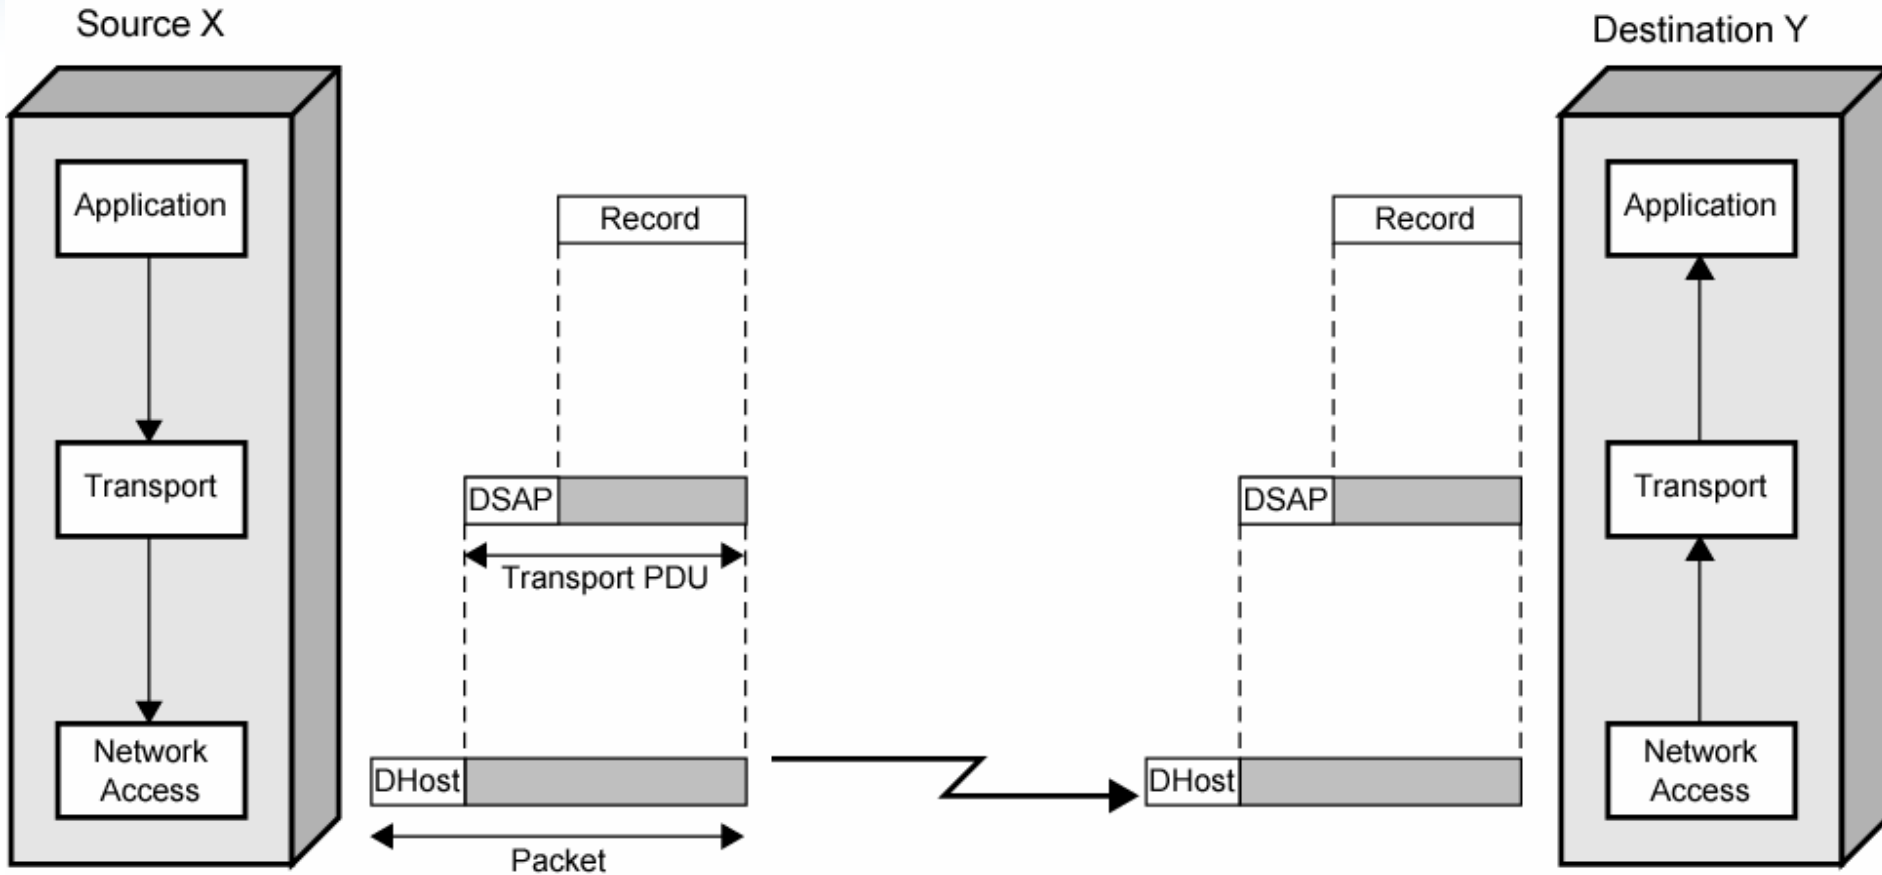 Source X
Destination Y
Application
Record
Record
Application
Transport
DSAP
DSAP
Transport
Transport PDU
Network
Access
DHost
DHost
Network
Access
Packet